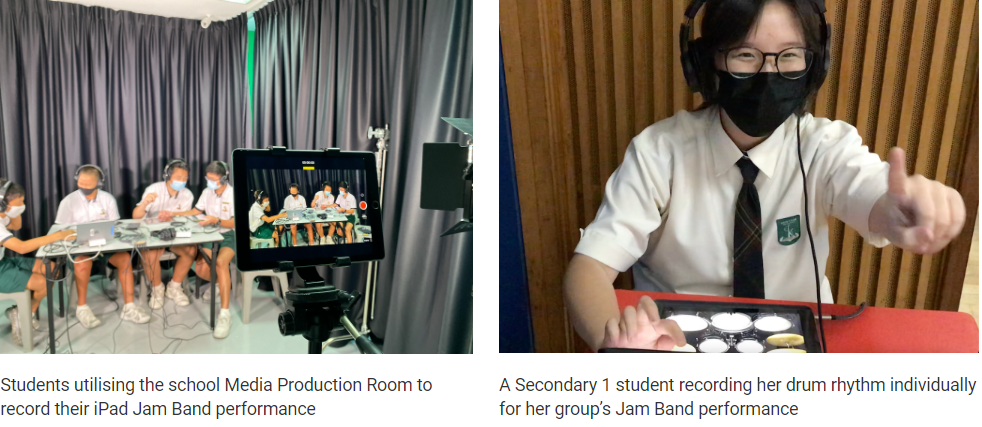 Students utilising the school Media Production Room to
record their iPad Jam Band performance
A Secondary 1 student recording her drum rhythm individually
for her group's Jam Band performance